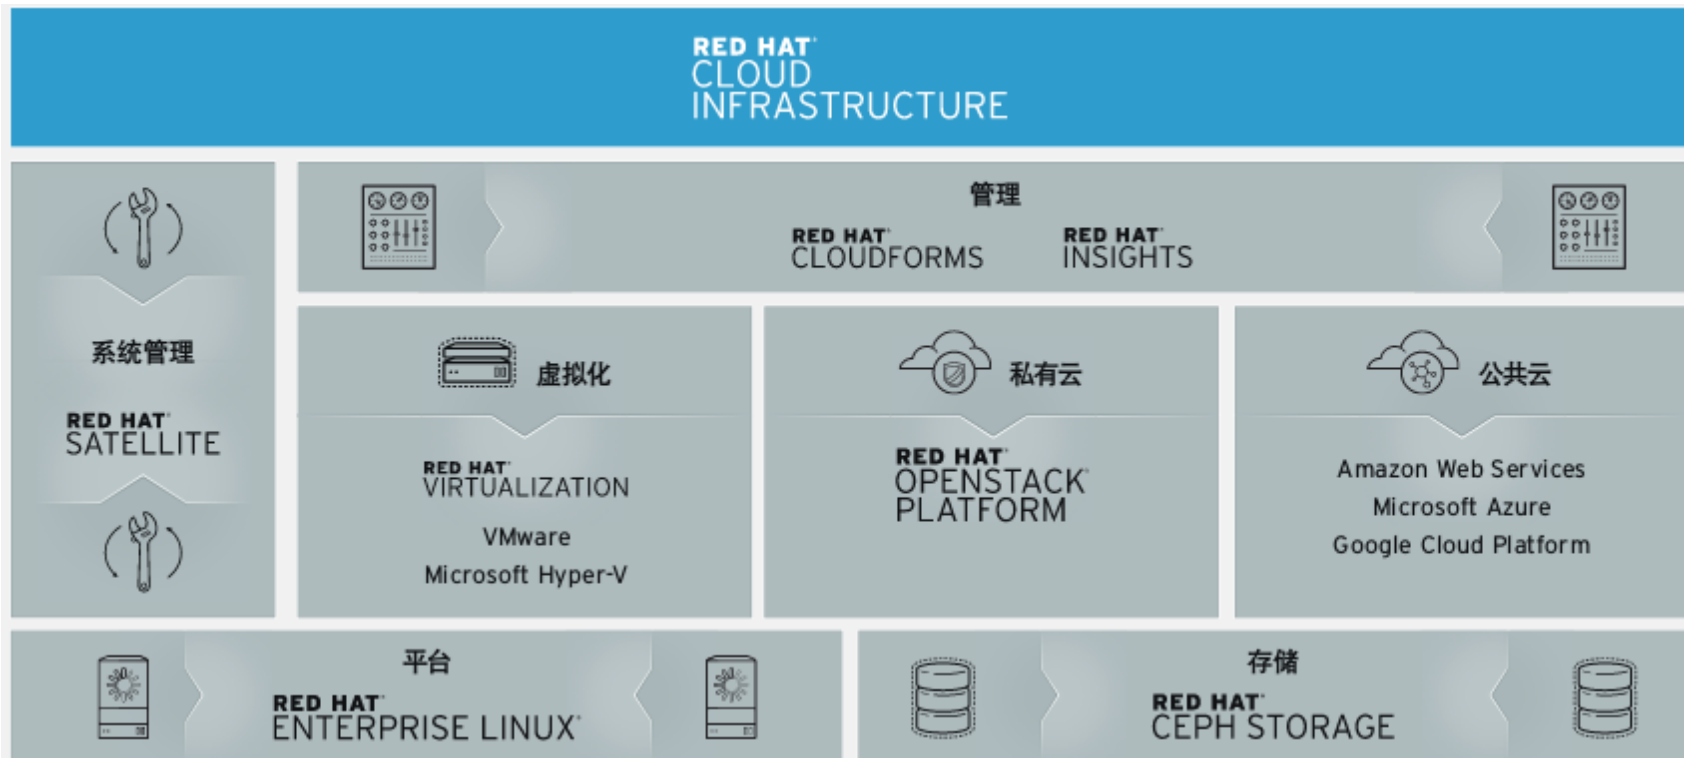 RED HAT®
CLOUD
INFRASTRUCTURE
管理
RED HAT®
CLOUDFORMS
RED HAT®
INSIGHTS
系统管理
RED HAT®
SATELLITE
虚拟化
RED HAT®
VIRTUALIZATION
VMware
Microsoft Hyper-V
私有云
RED HAT®
OPENSTACK®
PLATFORM
公共云
Amazon Web Services
Microsoft Azure
Google Cloud Platform
平台
RED HAT®
ENTERPRISE LINUX®
存储
RED HAT®
CEPH STORAGE